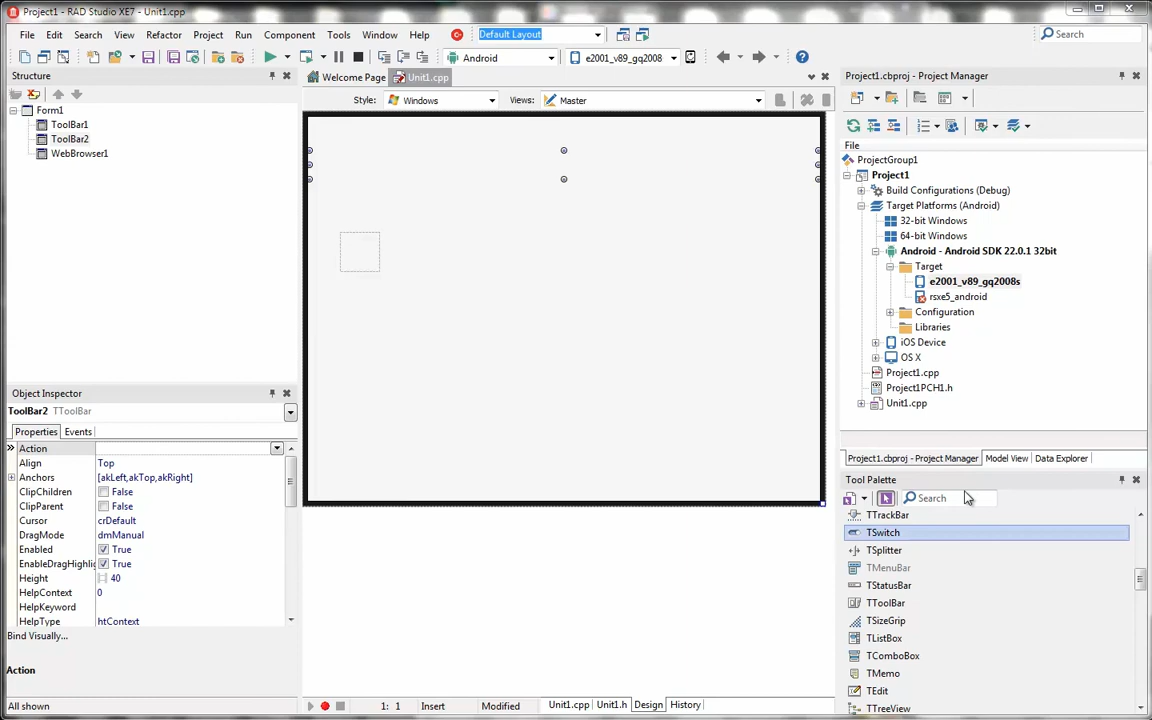 Project1 - RAD Studio XE7 - Unit1.cpp
File Edit Search View Refactor Project Run Component Tools Window Help Default Layout Search
Android e2001_v89_gq2008
Structure
Form1
ToolBar1
ToolBar2
WebBrowser1
Welcome Page Unit1.cpp
Style: Windows Views: Master
Object Inspector
ToolBar2 TToolBar
Properties Events
Action
Align Top
Anchors [akLeft,akTop,akRight]
ClipChildren False
ClipParent False
Cursor crDefault
DragMode dmManual
Enabled True
EnableDragHighli True
Height 40
HelpContext 0
HelpKeyword
HelpType htContext
Bind Visually...
Action
All shown
1: 1 Insert Modified Unit1.cpp Unit1.h Design History
Project1.cbproj - Project Manager
File
ProjectGroup1
Project1
Build Configurations (Debug)
Target Platforms (Android)
32-bit Windows
64-bit Windows
Android - Android SDK 22.0.1 32bit
Target
e2001_v89_gq2008s
rsxe5_android
Configuration
Libraries
iOS Device
OS X
Project1.cpp
Project1PCH1.h
Unit1.cpp
Project1.cbproj - Project Manager Model View Data Explorer
Tool Palette
Search
TTrackBar
TSwitch
TSplitter
TMenuBar
TStatusBar
TToolBar
TSizeGrip
TListBox
TComboBox
TMemo
TEdit
TTreeView